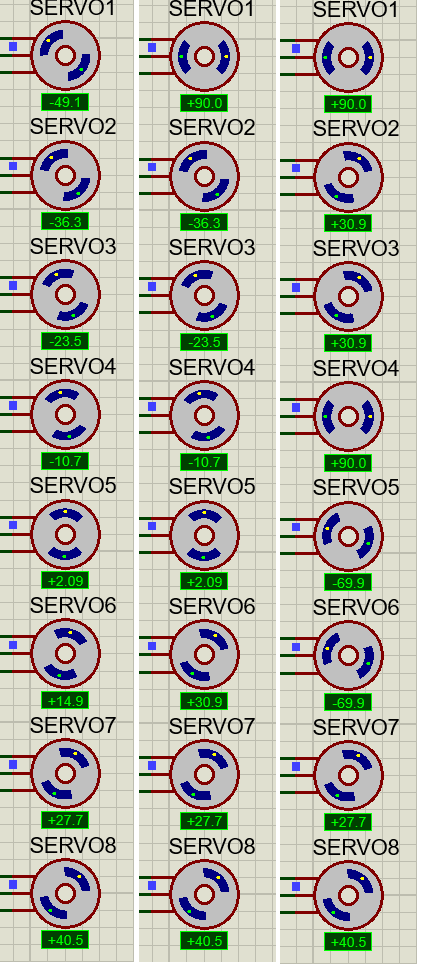 SERVO1
-49.1
SERVO2
-36.3
SERVO3
-23.5
SERVO4
-10.7
SERVO5
+2.09
SERVO6
+14.9
SERVO7
+27.7
SERVO8
+40.5
SERVO1
+90.0
SERVO2
-36.3
SERVO3
-23.5
SERVO4
-10.7
SERVO5
+2.09
SERVO6
+30.9
SERVO7
+27.7
SERVO8
+40.5
SERVO1
+90.0
SERVO2
+30.9
SERVO3
+30.9
SERVO4
+90.0
SERVO5
-69.9
SERVO6
-69.9
SERVO7
+27.7
SERVO8
+40.5